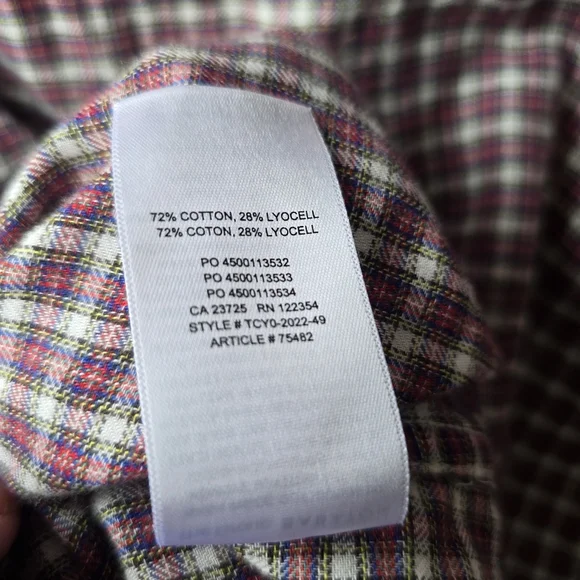 72% COTTON, 28% LYOCELL
72% COTON, 28% LYOCELL
PO 4500113532
PO 4500113533
PO 4500113534
CA 23725 RN 122354
STYLE # TCY0-2022-49
ARTICLE # 75482